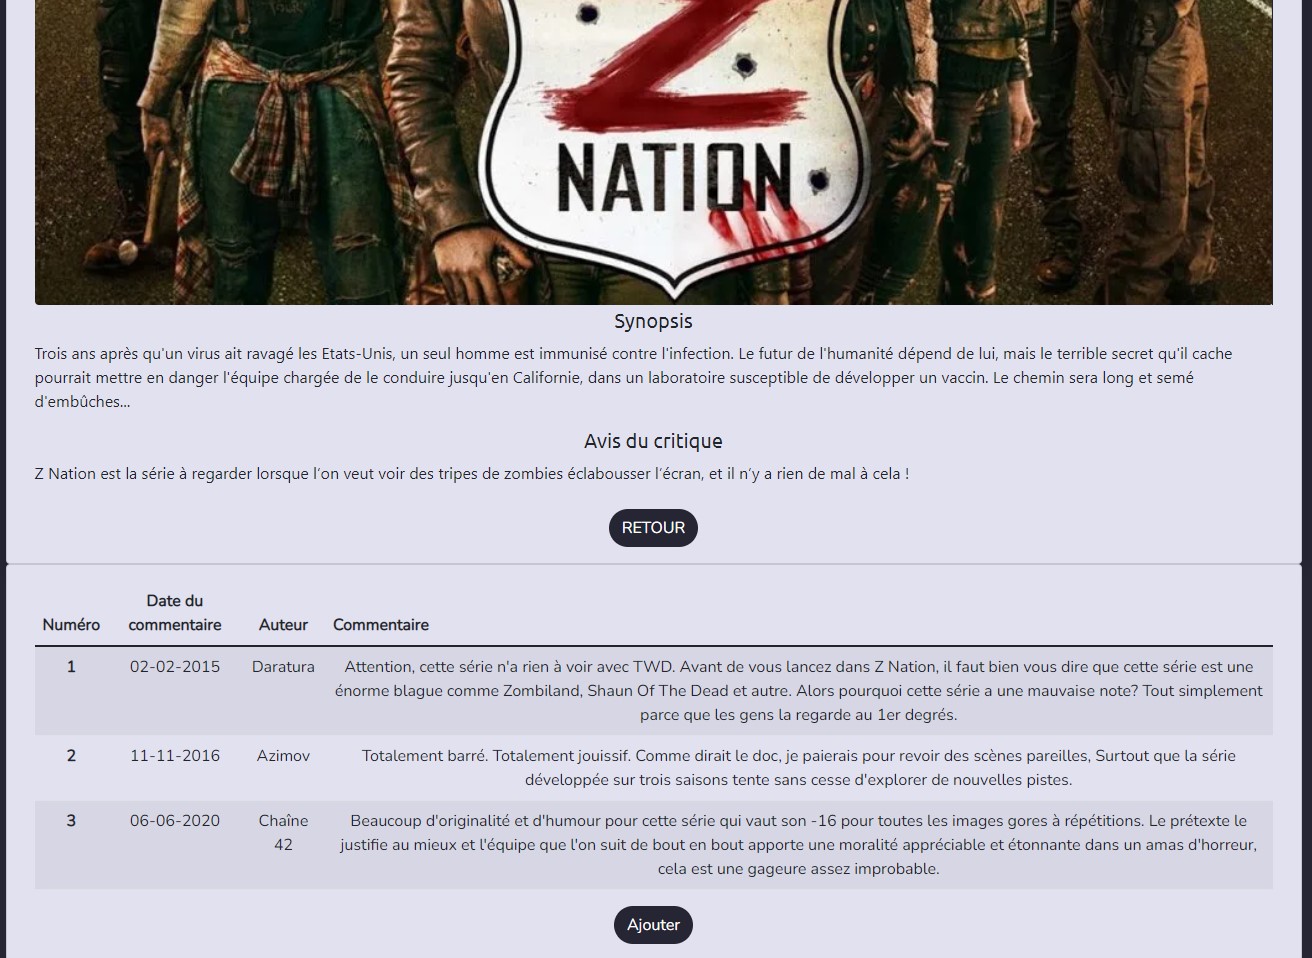 Z
NATION
Synopsis
Trois ans après qu'un virus ait ravagé les Etats-Unis, un seul homme est immunisé contre l'infection. Le futur de l'humanité dépend de lui, mais le terrible secret qu'il cache
pourrait mettre en danger l'équipe chargée de le conduire jusqu'en Californie, dans un laboratoire susceptible de développer un vaccin. Le chemin sera long et semé
d'embûches...
Avis du critique
Z Nation est la série à regarder lorsque l’on veut voir des tripes de zombies éclabousser l’écran, et il n’y a rien de mal à cela !
RETOUR
Date du
Numéro commentaire Auteur Commentaire
1 02-02-2015 Daratura Attention, cette série n'a rien à voir avec TWD. Avant de vous lancez dans Z Nation, il faut bien vous dire que cette série est une
énorme blague comme Zombiland, Shaun Of The Dead et autre. Alors pourquoi cette série a une mauvaise note? Tout simplement
parce que les gens la regarde au 1er degrés.
2 11-11-2016 Azimov Totalement barré. Totalement jouissif. Comme dirait le doc, je paierais pour revoir des scènes pareilles, Surtout que la série
développée sur trois saisons tente sans cesse d'explorer de nouvelles pistes.
3 06-06-2020 Chaîne Beaucoup d'originalité et d'humour pour cette série qui vaut son -16 pour toutes les images gores à répétitions. Le prétexte le
42 justifie au mieux et l'équipe que l'on suit de bout en bout apporte une moralité appréciable et étonnante dans un amas d'horreur,
cela est une gageure assez improbable.
Ajouter